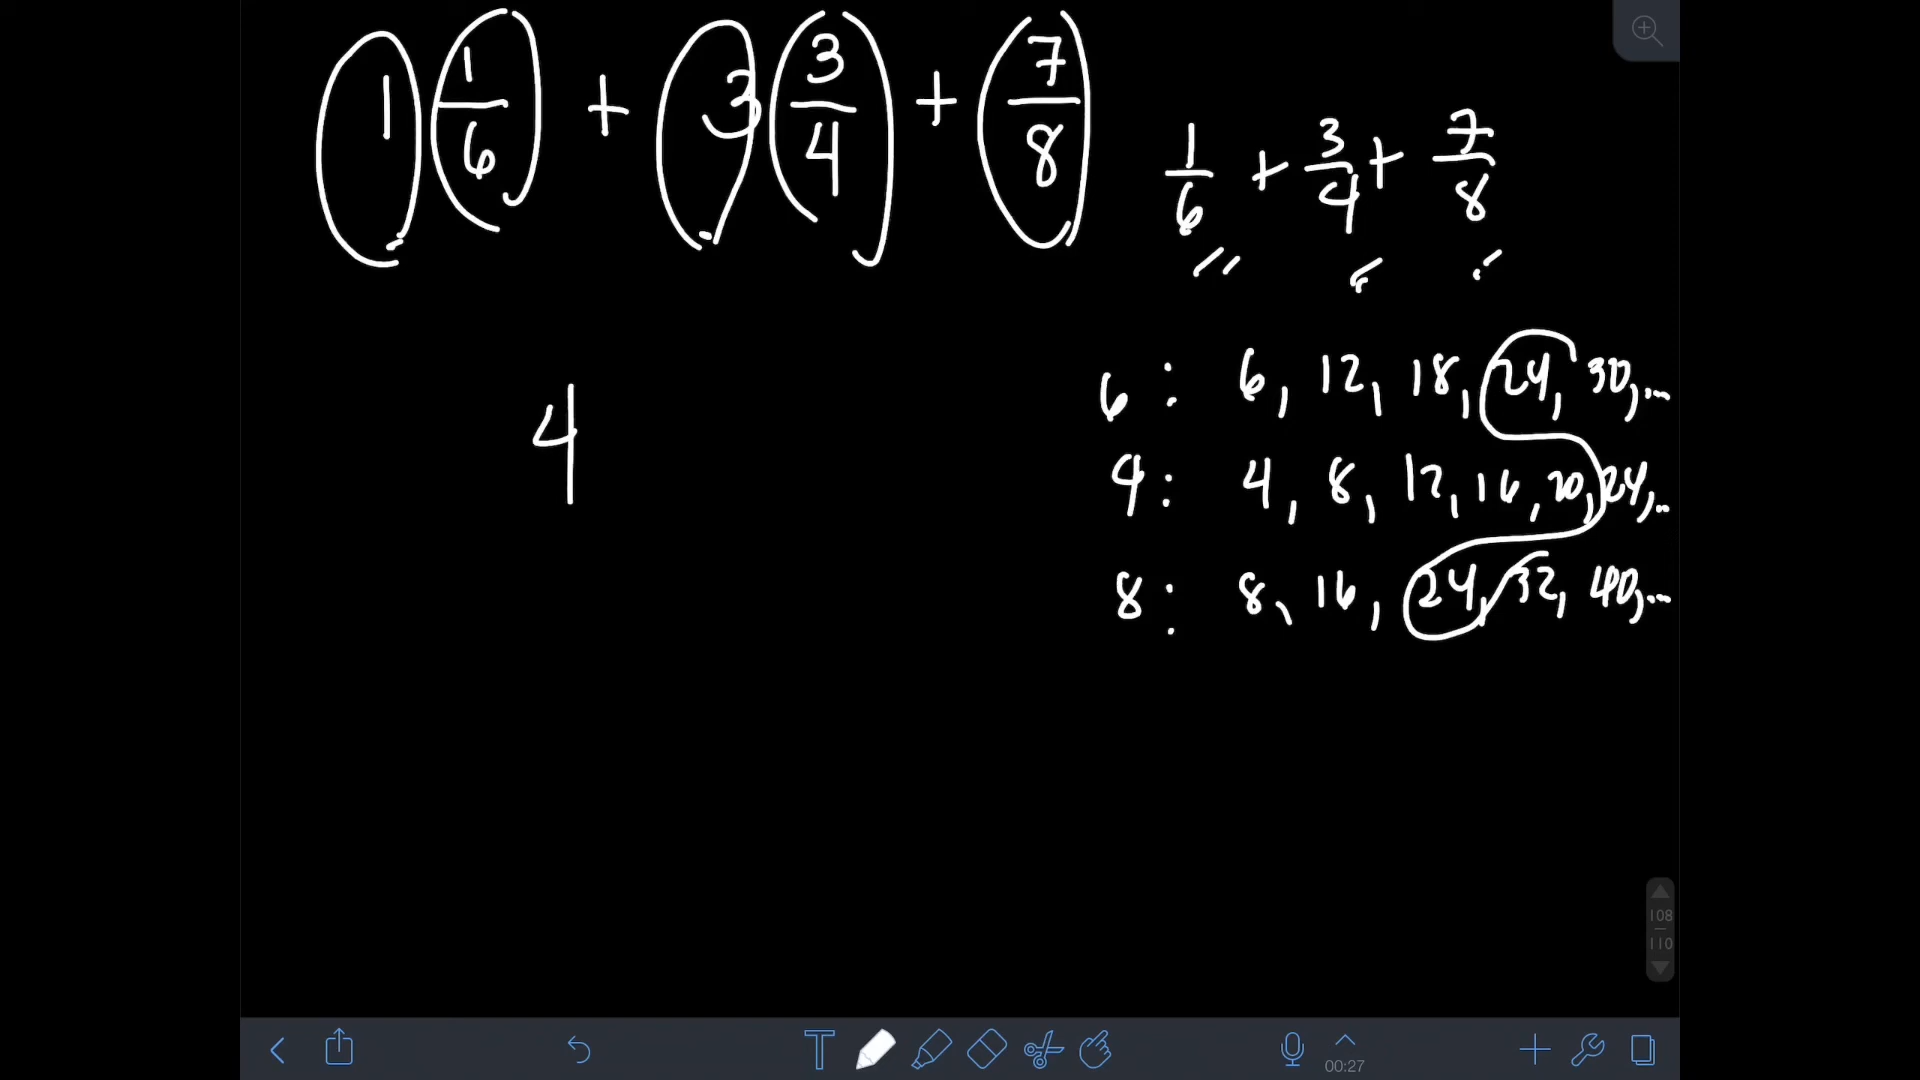 1 1/6 + 3 3/4 + 7/8
1/6 + 3/4 + 7/8
6 : 6, 12, 18, 24, 30, ...
4
4 : 4, 8, 12, 16, 20, 24, ..
8 : 8, 16, 24, 32, 40, ...
108
110
T
00:27